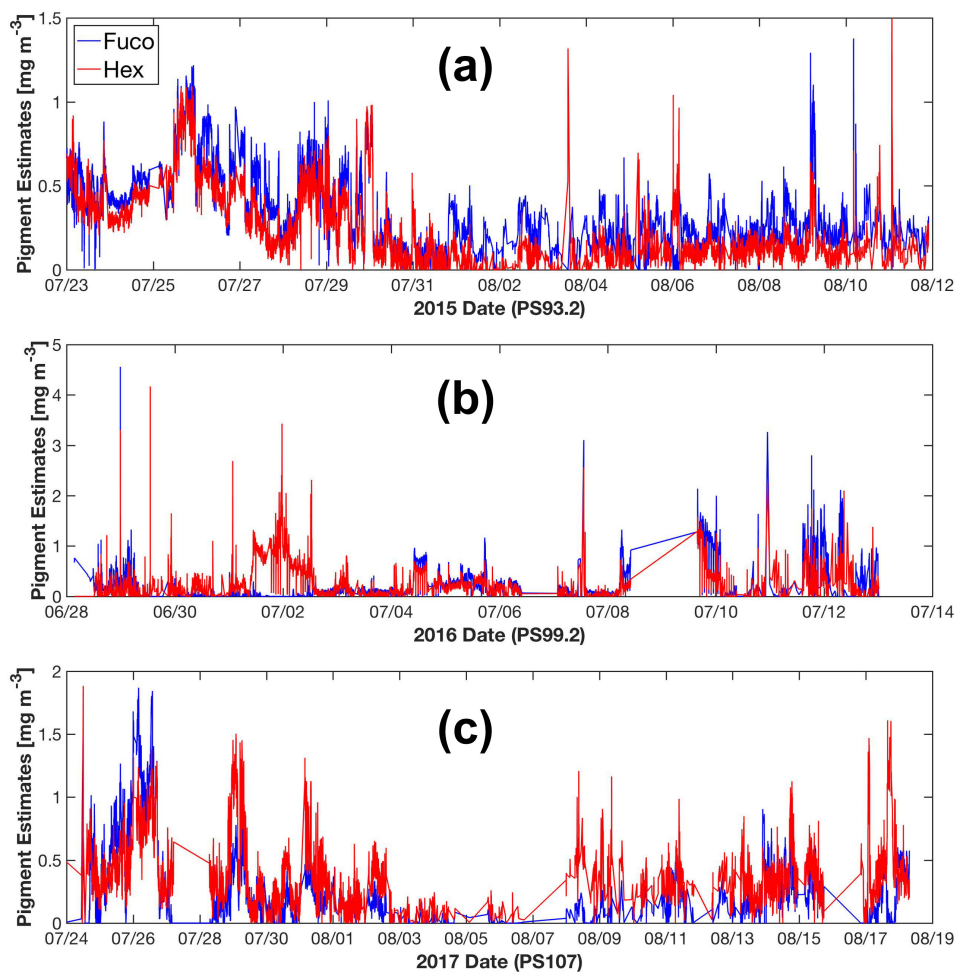 Pigment Estimates [mg m-3]
1.5
1
0.5
0
Fuco
Hex
(a)
07/23 07/25 07/27 07/29 07/31 08/02 08/04 08/06 08/08 08/10 08/12
2015 Date (PS93.2)
Pigment Estimates [mg m-3]
5
4
3
2
1
0
(b)
06/28 06/30 07/02 07/04 07/06 07/08 07/10 07/12 07/14
2016 Date (PS99.2)
Pigment Estimates [mg m-3]
2
1.5
1
0.5
0
(c)
07/24 07/26 07/28 07/30 08/01 08/03 08/05 08/07 08/09 08/11 08/13 08/15 08/17 08/19
2017 Date (PS107)